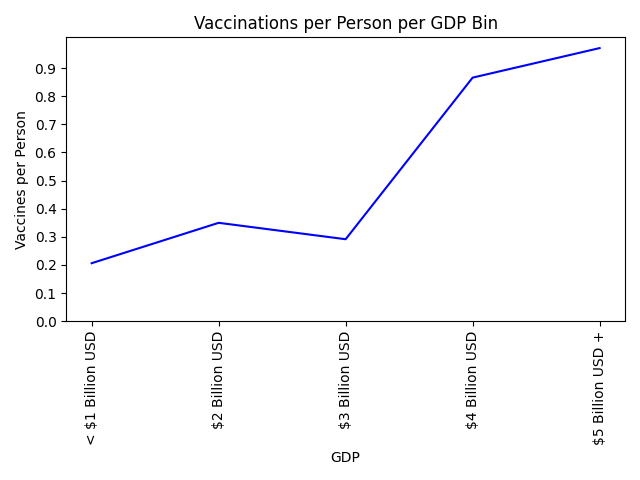 Vaccinations per Person per GDP Bin
Vaccines per Person
0.9
0.8
0.7
0.6
0.5
0.4
0.3
0.2
0.1
0.0
< $1 Billion USD
$2 Billion USD
$3 Billion USD
$4 Billion USD
$5 Billion USD +
GDP